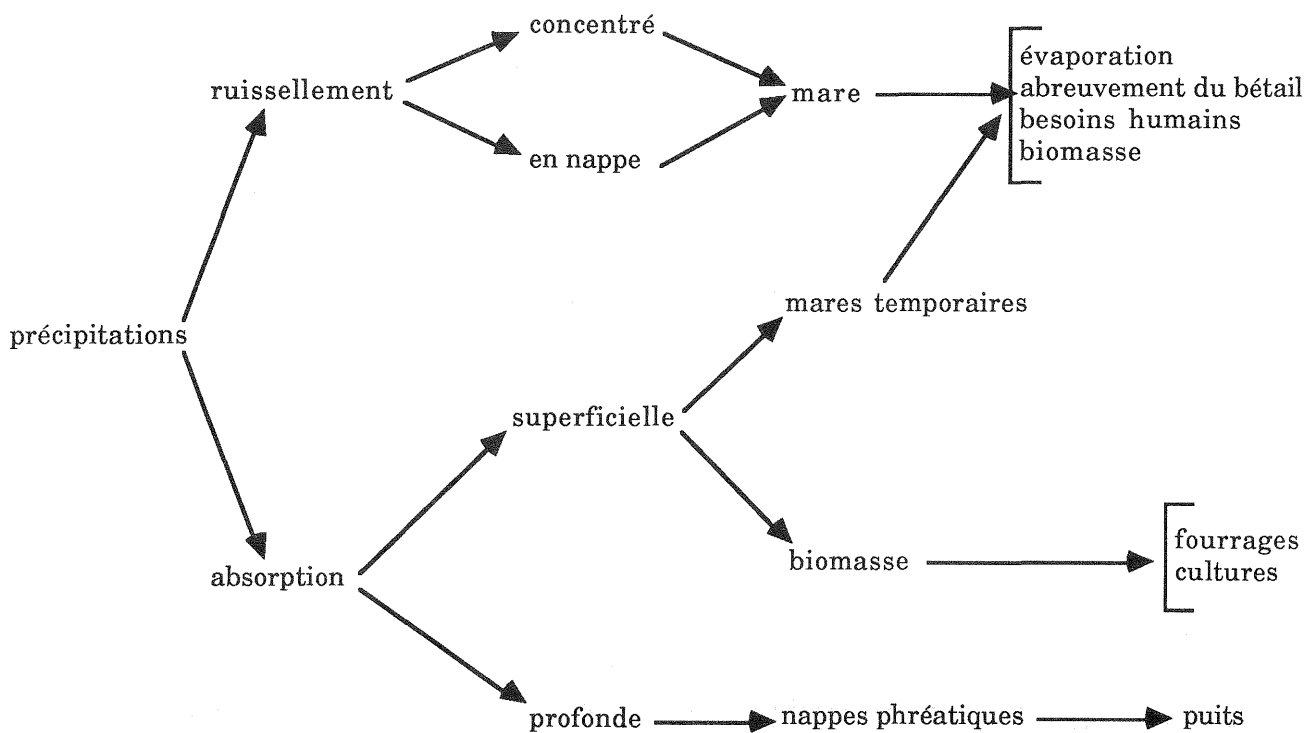 concentré
évaporation
ruissellement
mare
abreuvement du bétail
besoins humains
en nappe
biomasse
mares temporaires
précipitations
superficielle
absorption
biomasse
fourrages
cultures
profonde
nappes phréatiques
puits